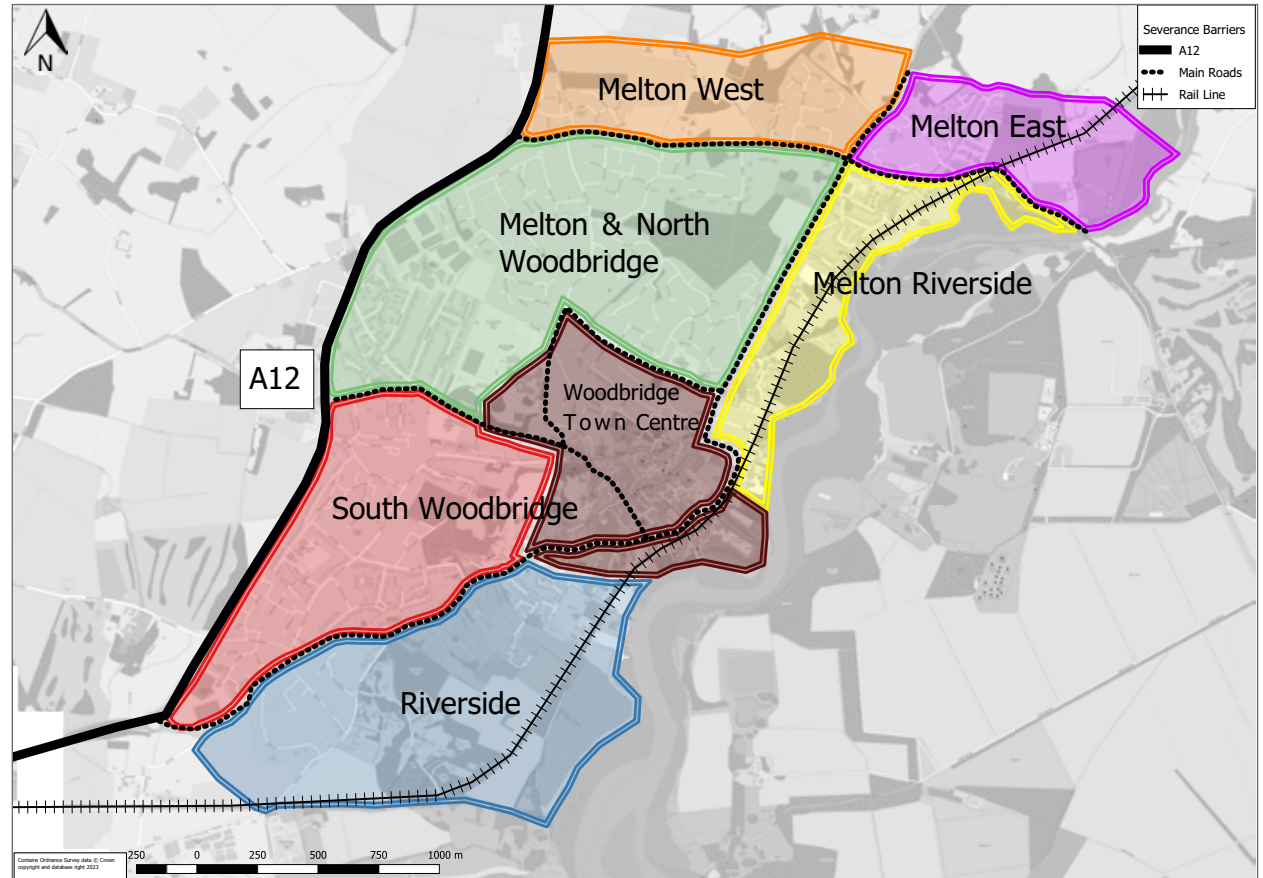 N
Severance Barriers
A12
Main Roads
Rail Line
Melton West
Melton East
Melton & North
Woodbridge
Melton Riverside
A12
Woodbridge
Town Centre
South Woodbridge
Riverside
Contains Ordnance Survey data © Crown
copyright and database right 2023
250 0 250 500 750 1000 m